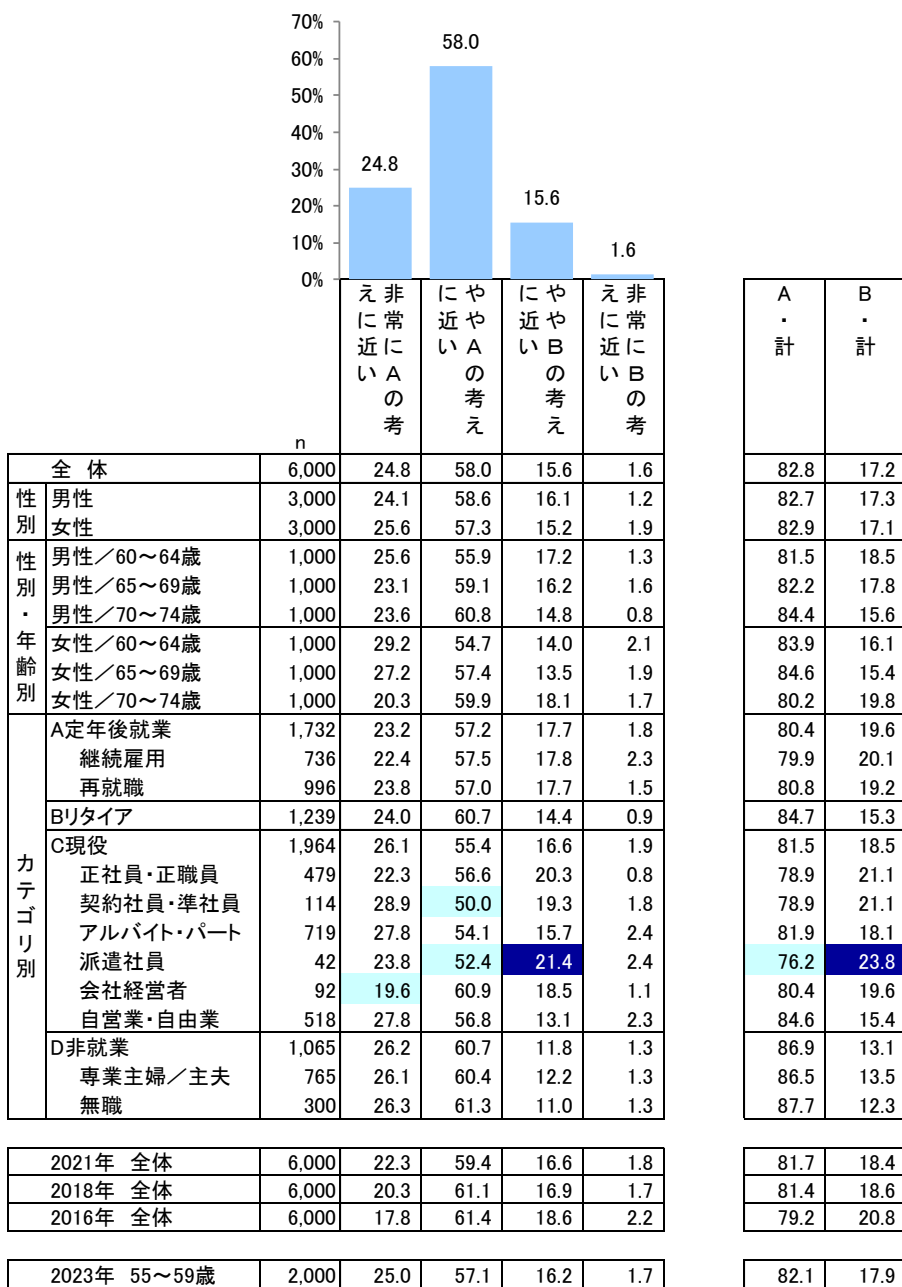 70%
60%
50%
40%
30%
20%
10%
0%
24.8
58.0
15.6
1.6
非常にAの考えに近い
ややAの考えに近い
ややBの考えに近い
非常にBの考えに近い
A・計
B・計
n
全 体 6,000 24.8 58.0 15.6 1.6 82.8 17.2
性別
男性 3,000 24.1 58.6 16.1 1.2 82.7 17.3
女性 3,000 25.6 57.3 15.2 1.9 82.9 17.1
性別・年齢別
男性／60～64歳 1,000 25.6 55.9 17.2 1.3 81.5 18.5
男性／65～69歳 1,000 23.1 59.1 16.2 1.6 82.2 17.8
男性／70～74歳 1,000 23.6 60.8 14.8 0.8 84.4 15.6
女性／60～64歳 1,000 29.2 54.7 14.0 2.1 83.9 16.1
女性／65～69歳 1,000 27.2 57.4 13.5 1.9 84.6 15.4
女性／70～74歳 1,000 20.3 59.9 18.1 1.7 80.2 19.8
カテゴリ別
A定年後就業 1,732 23.2 57.2 17.7 1.8 80.4 19.6
継続雇用 736 22.4 57.5 17.8 2.3 79.9 20.1
再就職 996 23.8 57.0 17.7 1.5 80.8 19.2
Bリタイア 1,239 24.0 60.7 14.4 0.9 84.7 15.3
C現役 1,964 26.1 55.4 16.6 1.9 81.5 18.5
正社員・正職員 479 22.3 56.6 20.3 0.8 78.9 21.1
契約社員・準社員 114 28.9 50.0 19.3 1.8 78.9 21.1
アルバイト・パート 719 27.8 54.1 15.7 2.4 81.9 18.1
派遣社員 42 23.8 52.4 21.4 2.4 76.2 23.8
会社経営者 92 19.6 60.9 18.5 1.1 80.4 19.6
自営業・自由業 518 27.8 56.8 13.1 2.3 84.6 15.4
D非就業 1,065 26.2 60.7 11.8 1.3 86.9 13.1
専業主婦／主夫 765 26.1 60.4 12.2 1.3 86.5 13.5
無職 300 26.3 61.3 11.0 1.3 87.7 12.3
2021年 全体 6,000 22.3 59.4 16.6 1.8 81.7 18.4
2018年 全体 6,000 20.3 61.1 16.9 1.7 81.4 18.6
2016年 全体 6,000 17.8 61.4 18.6 2.2 79.2 20.8
2023年 55～59歳 2,000 25.0 57.1 16.2 1.7 82.1 17.9